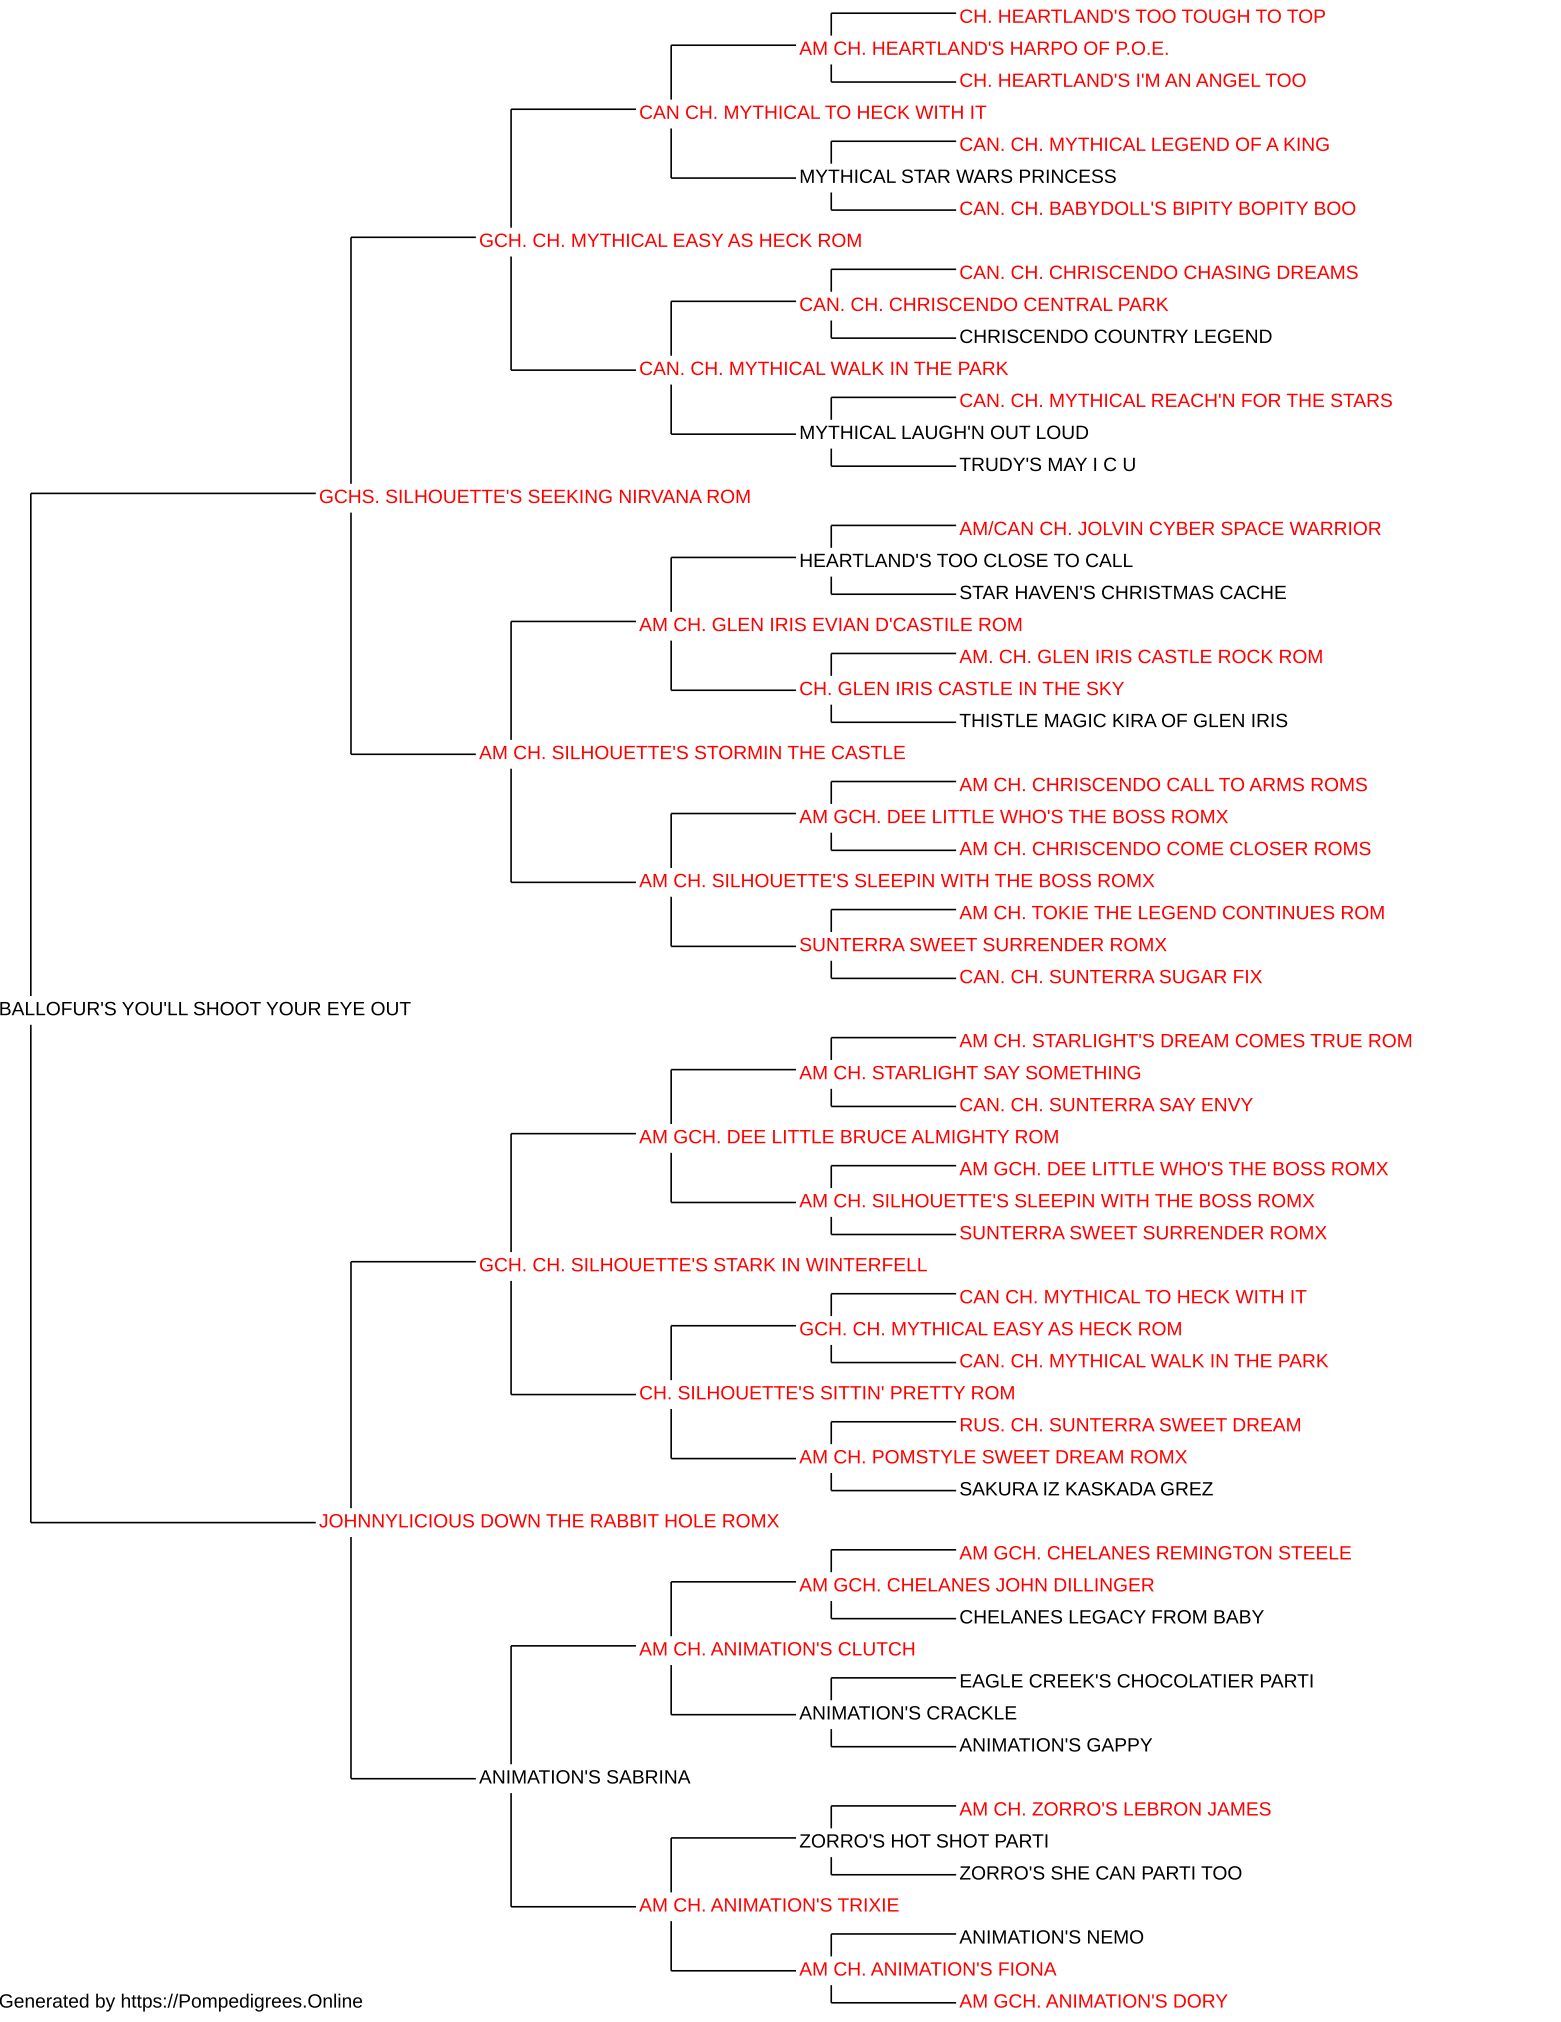 CH. HEARTLAND'S TOO TOUGH TO TOP
AM CH. HEARTLAND'S HARPO OF P.O.E.
CH. HEARTLAND'S I'M AN ANGEL TOO
CAN CH. MYTHICAL TO HECK WITH IT
CAN. CH. MYTHICAL LEGEND OF A KING
MYTHICAL STAR WARS PRINCESS
CAN. CH. BABYDOLL'S BIPITY BOPITY BOO
GCH. CH. MYTHICAL EASY AS HECK ROM
CAN. CH. CHRISCENDO CHASING DREAMS
CAN. CH. CHRISCENDO CENTRAL PARK
CHRISCENDO COUNTRY LEGEND
CAN. CH. MYTHICAL WALK IN THE PARK
CAN. CH. MYTHICAL REACH'N FOR THE STARS
MYTHICAL LAUGH'N OUT LOUD
TRUDY'S MAY I C U
GCHS. SILHOUETTE'S SEEKING NIRVANA ROM
AM/CAN CH. JOLVIN CYBER SPACE WARRIOR
HEARTLAND'S TOO CLOSE TO CALL
STAR HAVEN'S CHRISTMAS CACHE
AM CH. GLEN IRIS EVIAN D'CASTILE ROM
AM. CH. GLEN IRIS CASTLE ROCK ROM
CH. GLEN IRIS CASTLE IN THE SKY
THISTLE MAGIC KIRA OF GLEN IRIS
AM CH. SILHOUETTE'S STORMIN THE CASTLE
AM CH. CHRISCENDO CALL TO ARMS ROMS
AM GCH. DEE LITTLE WHO'S THE BOSS ROMX
AM CH. CHRISCENDO COME CLOSER ROMS
AM CH. SILHOUETTE'S SLEEPIN WITH THE BOSS ROMX
AM CH. TOKIE THE LEGEND CONTINUES ROM
SUNTERRA SWEET SURRENDER ROMX
CAN. CH. SUNTERRA SUGAR FIX
BALLOFUR'S YOU'LL SHOOT YOUR EYE OUT
AM CH. STARLIGHT'S DREAM COMES TRUE ROM
AM CH. STARLIGHT SAY SOMETHING
CAN. CH. SUNTERRA SAY ENVY
AM GCH. DEE LITTLE BRUCE ALMIGHTY ROM
AM GCH. DEE LITTLE WHO'S THE BOSS ROMX
AM CH. SILHOUETTE'S SLEEPIN WITH THE BOSS ROMX
SUNTERRA SWEET SURRENDER ROMX
GCH. CH. SILHOUETTE'S STARK IN WINTERFELL
CAN CH. MYTHICAL TO HECK WITH IT
GCH. CH. MYTHICAL EASY AS HECK ROM
CAN. CH. MYTHICAL WALK IN THE PARK
CH. SILHOUETTE'S SITTIN' PRETTY ROM
RUS. CH. SUNTERRA SWEET DREAM
AM CH. POMSTYLE SWEET DREAM ROMX
SAKURA IZ KASKADA GREZ
JOHNNYLICIOUS DOWN THE RABBIT HOLE ROMX
AM GCH. CHELANES REMINGTON STEELE
AM GCH. CHELANES JOHN DILLINGER
CHELANES LEGACY FROM BABY
AM CH. ANIMATION'S CLUTCH
EAGLE CREEK'S CHOCOLATIER PARTI
ANIMATION'S CRACKLE
ANIMATION'S GAPPY
ANIMATION'S SABRINA
AM CH. ZORRO'S LEBRON JAMES
ZORRO'S HOT SHOT PARTI
ZORRO'S SHE CAN PARTI TOO
AM CH. ANIMATION'S TRIXIE
ANIMATION'S NEMO
AM CH. ANIMATION'S FIONA
AM GCH. ANIMATION'S DORY
Generated by https://Pompedigrees.Online